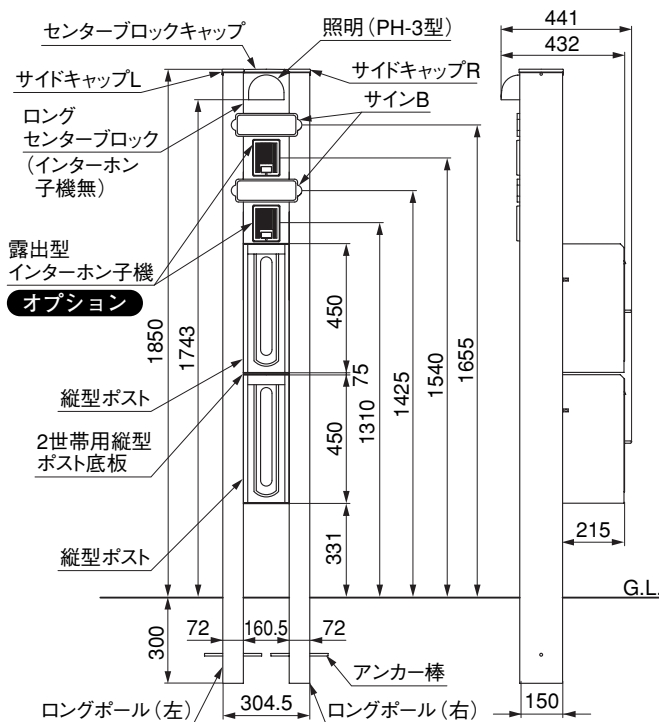 センターブロックキャップ
照明（PH-3型）
441
432
サイドキャップL
サイドキャップR
サインB
ロング
センターブロック
（インターホン
子機無）
露出型
インターホン子機
オプション
縦型ポスト
2世帯用縦型
ポスト底板
縦型ポスト
1850
1743
450
75
450
331
1310
1425
1540
1655
215
G.L.
300
72
160.5
72
アンカー棒
ロングポール（左）
304.5
ロングポール（右）
150